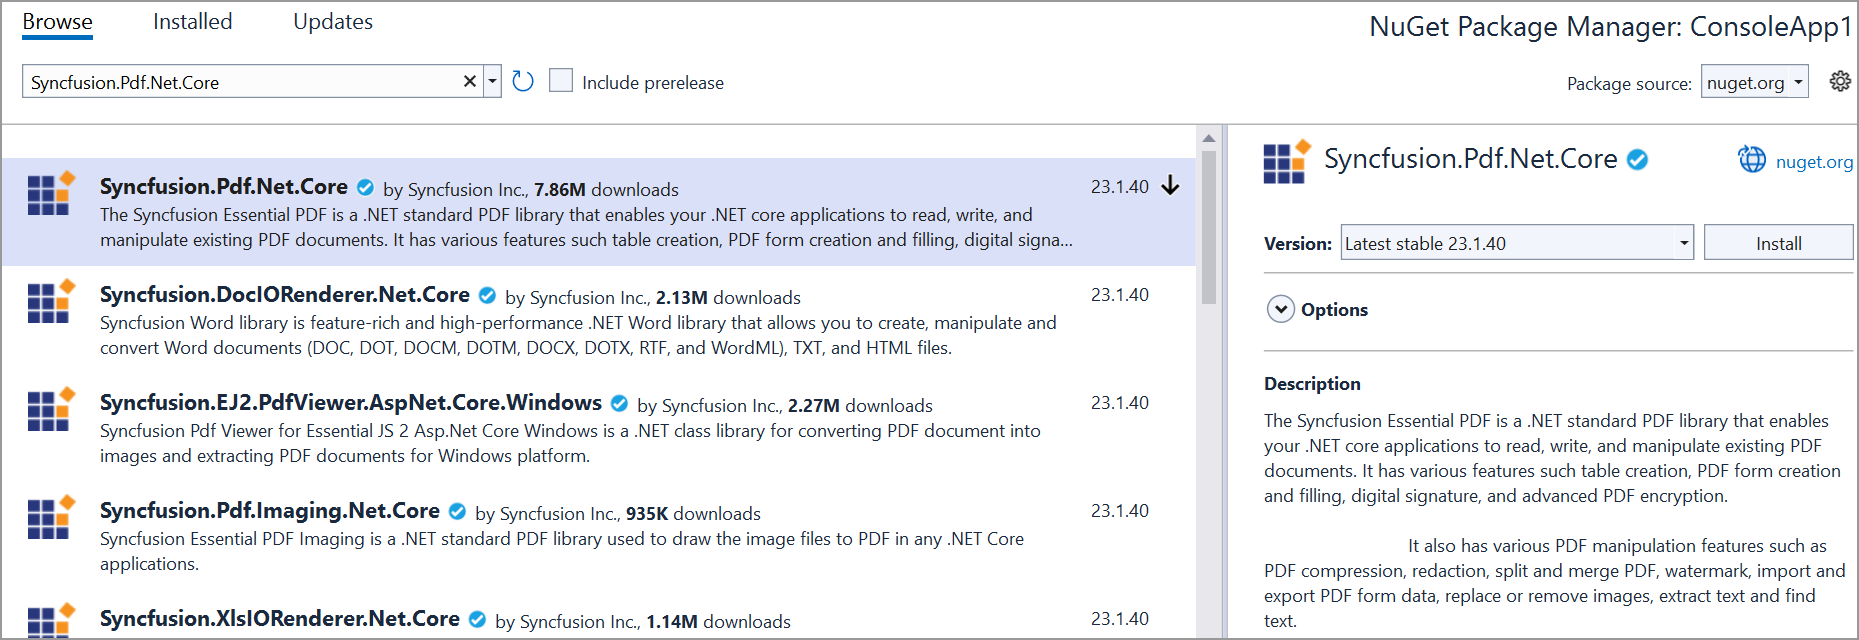 Browse Installed Updates
NuGet Package Manager: ConsoleApp1
Syncfusion.Pdf.Net.Core
Include prerelease
Package source: nuget.org
Syncfusion.Pdf.Net.Core by Syncfusion Inc., 7.86M downloads 23.1.40
The Syncfusion Essential PDF is a .NET standard PDF library that enables your .NET core applications to read, write, and
manipulate existing PDF documents. It has various features such table creation, PDF form creation and filling, digital signa...
Syncfusion.DocIORenderer.Net.Core by Syncfusion Inc., 2.13M downloads 23.1.40
Syncfusion Word library is feature-rich and high-performance .NET Word library that allows you to create, manipulate and
convert Word documents (DOC, DOT, DOCM, DOTM, DOCX, DOTX, RTF, and WordML), TXT, and HTML files.
Syncfusion.EJ2.PdfViewer.AspNet.Core.Windows by Syncfusion Inc., 2.27M downloads 23.1.40
Syncfusion Pdf Viewer for Essential JS 2 Asp.Net Core Windows is a .NET class library for converting PDF document into
images and extracting PDF documents for Windows platform.
Syncfusion.Pdf.Imaging.Net.Core by Syncfusion Inc., 935K downloads 23.1.40
Syncfusion Essential PDF Imaging is a .NET standard PDF library used to draw the image files to PDF in any .NET Core
applications.
Syncfusion.XlsIORenderer.Net.Core by Syncfusion Inc., 1.14M downloads 23.1.40
Syncfusion.Pdf.Net.Core nuget.org
Version: Latest stable 23.1.40 Install
Options
Description
The Syncfusion Essential PDF is a .NET standard PDF library that enables
your .NET core applications to read, write, and manipulate existing PDF
documents. It has various features such table creation, PDF form creation
and filling, digital signature, and advanced PDF encryption.
It also has various PDF manipulation features such as
PDF compression, redaction, split and merge PDF, watermark, import and
export PDF form data, replace or remove images, extract text and find
text.